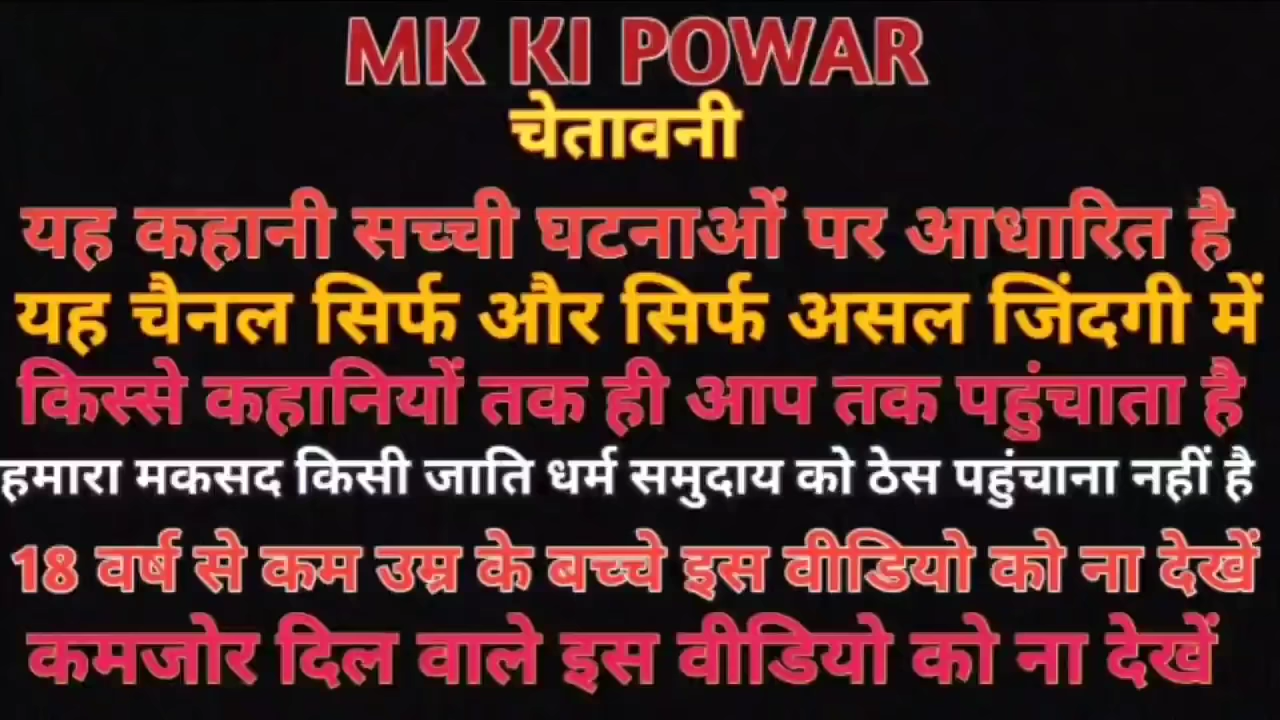 MK KI POWAR
चेतावनी
यह कहानी सच्ची घटनाओं पर आधारित है
यह चैनल सिर्फ और सिर्फ असल जिंदगी में
किस्से कहानियों तक ही आप तक पहुंचाता है
हमारा मकसद किसी जाति धर्म समुदाय को ठेस पहुंचाना नहीं है
18 वर्ष से कम उम्र के बच्चे इस वीडियो को ना देखें
कमजोर दिल वाले इस वीडियो को ना देखें